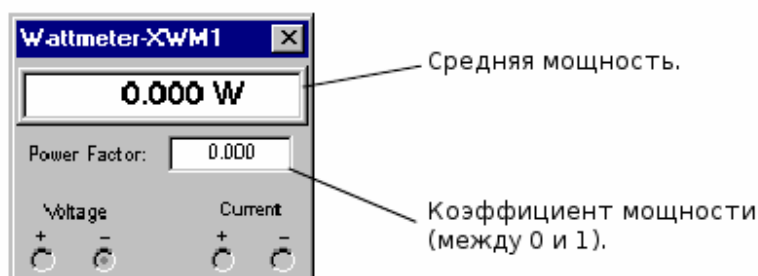 Wattmeter-XWM1
0.000 W
Средняя мощность.
Power Factor: 0.000
Voltage Current
+ - + -
Коэффициент мощности
(между 0 и 1).